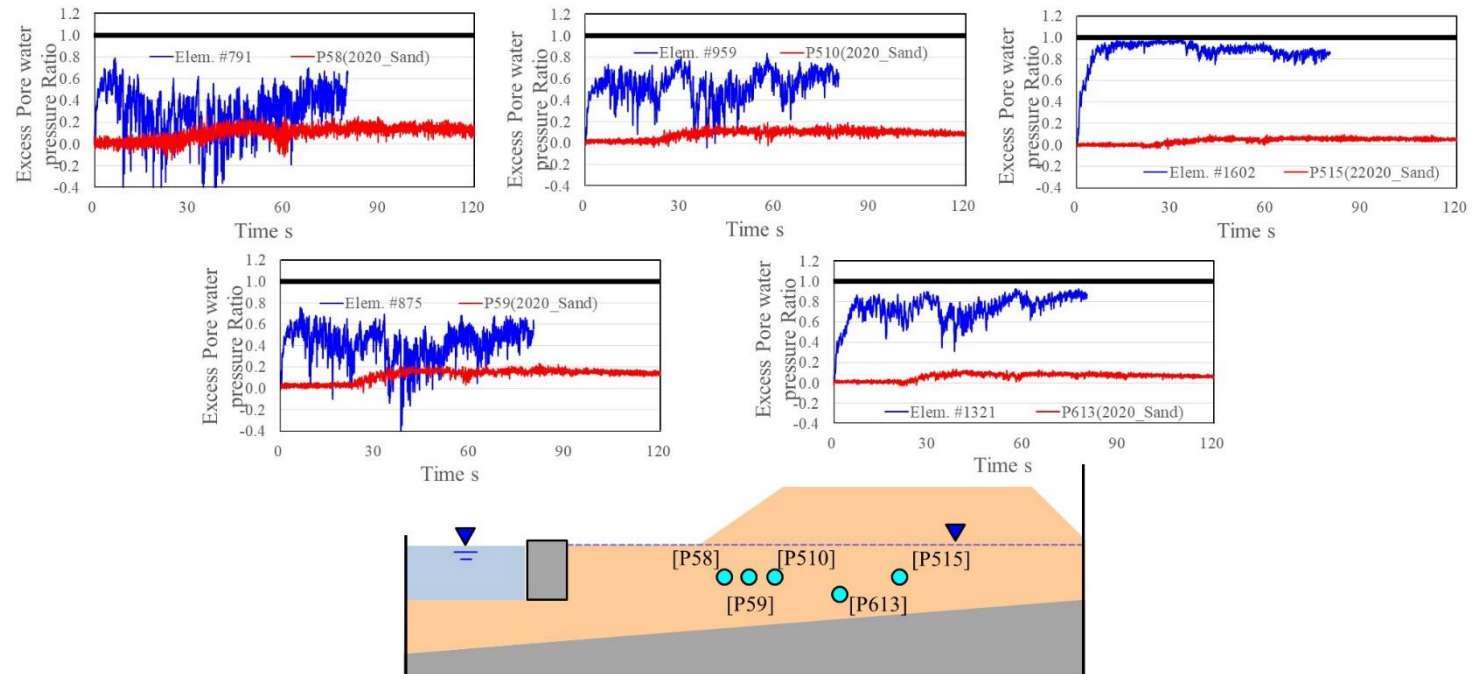 Excess Pore water
pressure Ratio
1.2
1.0
0.8
0.6
0.4
0.2
0.0
-0.2
-0.4
Elem. #791 P58(2020_Sand)
0 30 60 90 120
Time s
Excess Pore water
pressure Ratio
1.2
1.0
0.8
0.6
0.4
0.2
0.0
-0.2
-0.4
Elem. #959 P510(2020_Sand)
0 30 60 90 120
Time s
Excess Pore water
pressure Ratio
1.2
1.0
0.8
0.6
0.4
0.2
0.0
-0.2
-0.4
Elem. #1602 P515(22020_Sand)
0 30 60 90 120
Time s
Excess Pore water
pressure Ratio
1.2
1.0
0.8
0.6
0.4
0.2
0.0
-0.2
-0.4
Elem. #875 P59(2020_Sand)
0 30 60 90 120
Time s
Excess Pore water
pressure Ratio
1.2
1.0
0.8
0.6
0.4
0.2
0.0
-0.2
-0.4
Elem. #1321 P613(2020_Sand)
0 30 60 90 120
Time s
[P58] [P510] [P515]
[P59] [P613]